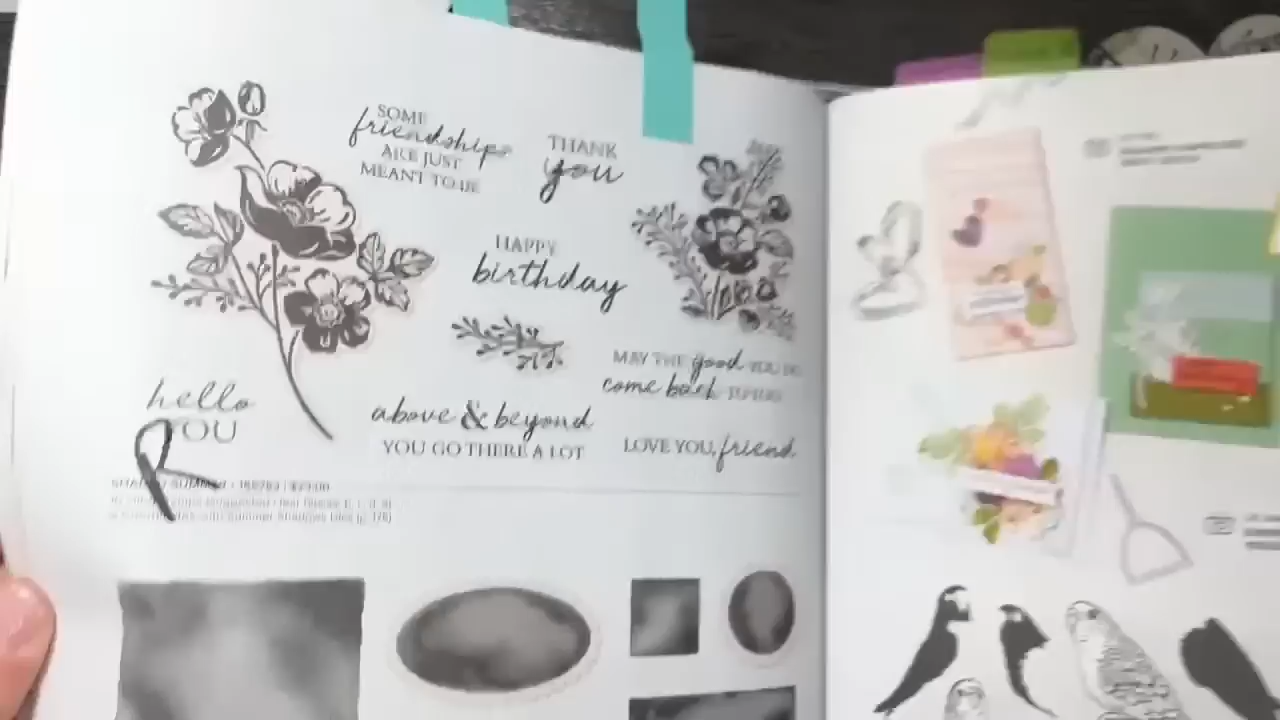 SOME
friendships
ARE JUST
MEANT TO BE
THANK
you
HAPPY
birthday
MAY THE good YOU DO
come back TO YOU
hello
YOU
R
above & beyond
YOU GO THERE A LOT
LOVE YOU, friend